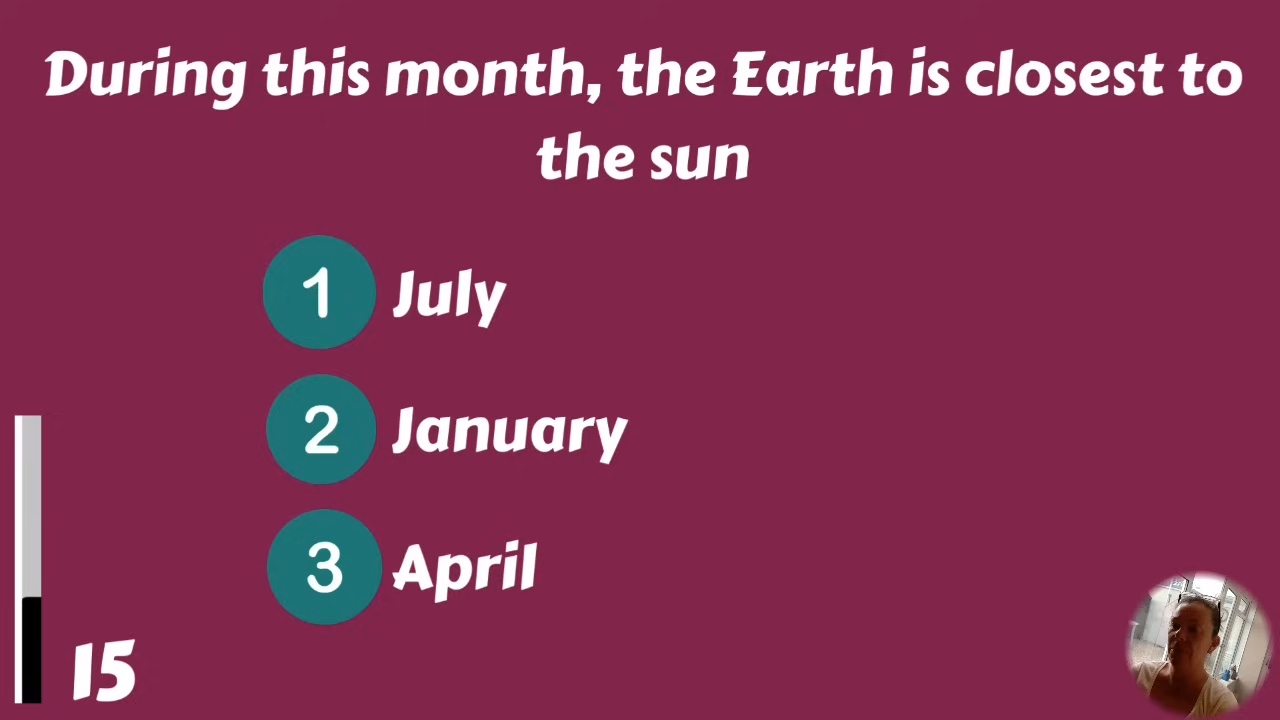 During this month, the Earth is closest to
the sun
1 July
2 January
3 April
15